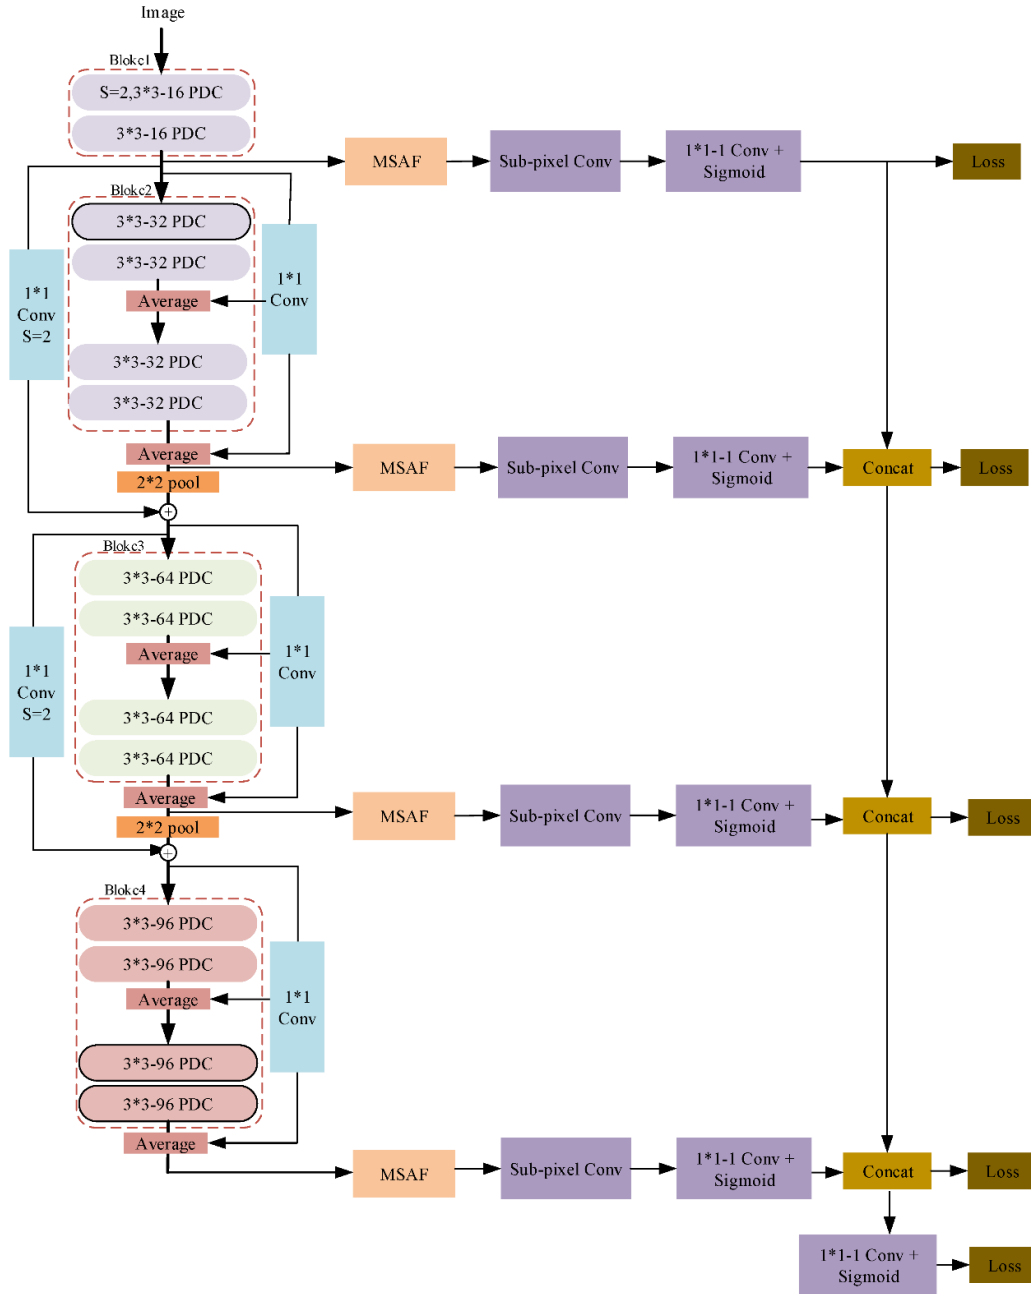 Image
Blokc1
S=2,3*3-16 PDC
3*3-16 PDC
MSAF
Sub-pixel Conv
1*1-1 Conv +
Sigmoid
Loss
Blokc2
3*3-32 PDC
3*3-32 PDC
Average
3*3-32 PDC
3*3-32 PDC
1*1
Conv
S=2
1*1
Conv
Average
2*2 pool
+
MSAF
Sub-pixel Conv
1*1-1 Conv +
Sigmoid
Concat
Loss
Blokc3
3*3-64 PDC
3*3-64 PDC
Average
3*3-64 PDC
3*3-64 PDC
1*1
Conv
S=2
1*1
Conv
Average
2*2 pool
+
MSAF
Sub-pixel Conv
1*1-1 Conv +
Sigmoid
Concat
Loss
Blokc4
3*3-96 PDC
3*3-96 PDC
Average
3*3-96 PDC
3*3-96 PDC
1*1
Conv
Average
MSAF
Sub-pixel Conv
1*1-1 Conv +
Sigmoid
Concat
Loss
1*1-1 Conv +
Sigmoid
Loss